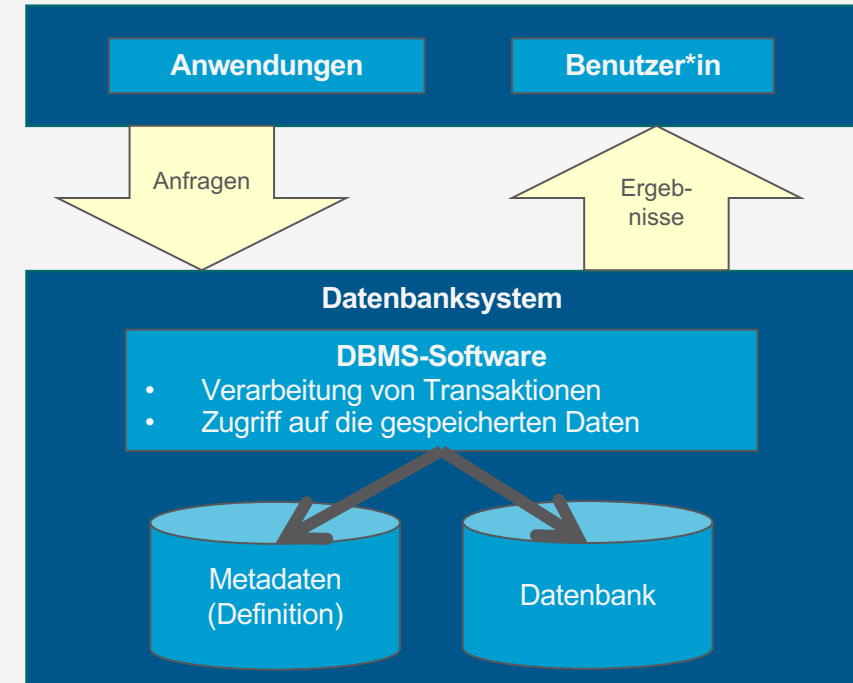 Anwendungen
Benutzer*in
Anfragen
Ergeb-
nisse
Datenbanksystem
DBMS-Software
• Verarbeitung von Transaktionen
• Zugriff auf die gespeicherten Daten
Metadaten
(Definition)
Datenbank